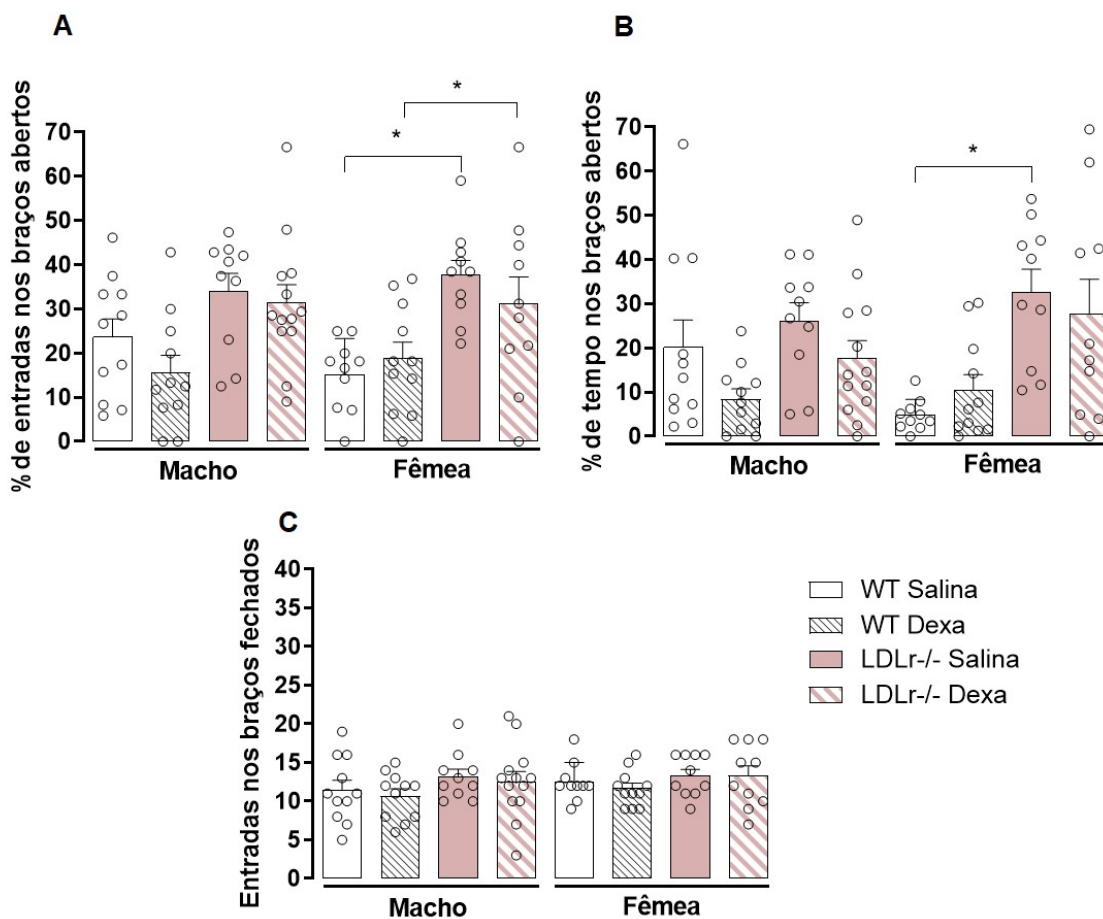 A
% de entradas nos braços abertos
70
60
50
40
30
20
10
0
*
*
Macho
Fêmea
B
% de tempo nos braços abertos
70
60
50
40
30
20
10
0
*
Macho
Fêmea
C
Entradas nos braços fechados
40
35
30
25
20
15
10
5
0
Macho
Fêmea
WT Salina
WT Dexa
LDLr-/- Salina
LDLr-/- Dexa